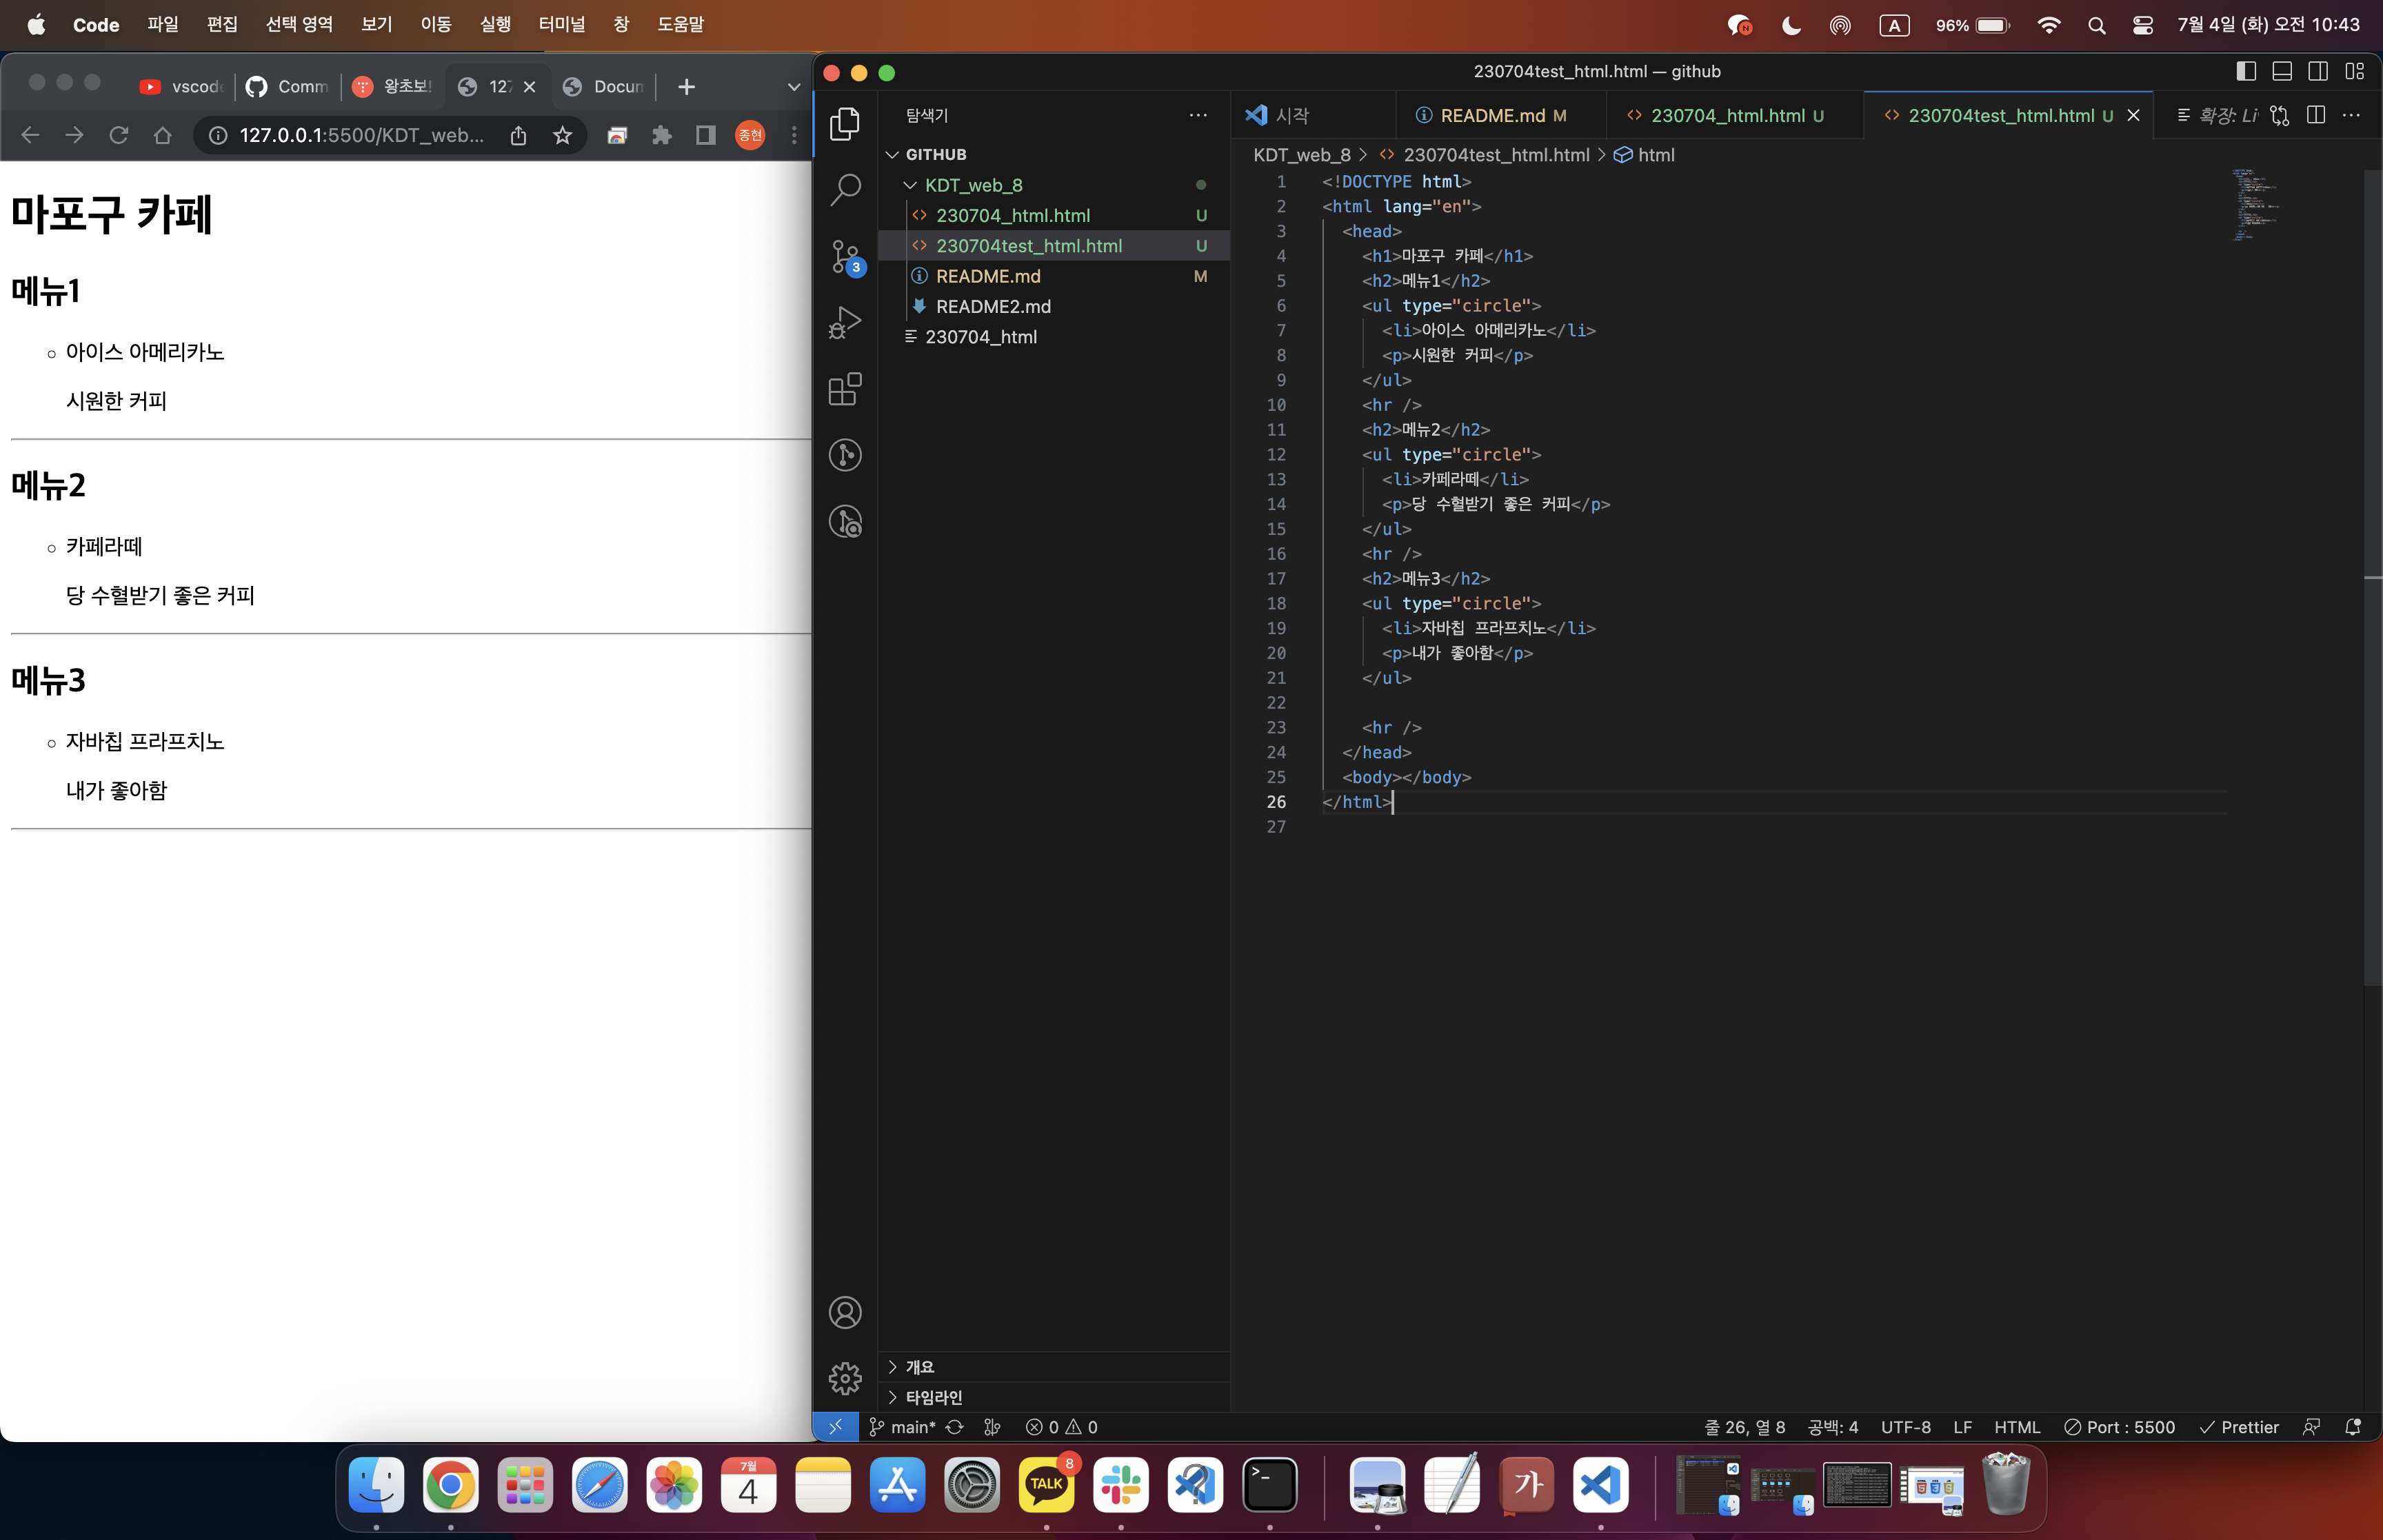 Code 파일 편집 선택 영역 보기 이동 실행 터미널 창 도움말
A 96% 7월 4일 (화) 오전 10:43
vscod Comm 왕초보! 127 Docum
127.0.0.1:5500/KDT_web... 종현
마포구 카페
메뉴1
아이스 아메리카노
시원한 커피
메뉴2
카페라떼
당 수혈받기 좋은 커피
메뉴3
자바칩 프라프치노
내가 좋아함
230704test_html.html — github
탐색기
GITHUB
KDT_web_8
230704_html.html U
230704test_html.html U
README.md M
README2.md
230704_html
3
개요
타임라인
시작 README.md M 230704_html.html U 230704test_html.html U 확장: Li
KDT_web_8 > 230704test_html.html > html
1 <!DOCTYPE html>
2 <html lang="en">
3 <head>
4 <h1>마포구 카페</h1>
5 <h2>메뉴1</h2>
6 <ul type="circle">
7 <li>아이스 아메리카노</li>
8 <p>시원한 커피</p>
9 </ul>
10 <hr />
11 <h2>메뉴2</h2>
12 <ul type="circle">
13 <li>카페라떼</li>
14 <p>당 수혈받기 좋은 커피</p>
15 </ul>
16 <hr />
17 <h2>메뉴3</h2>
18 <ul type="circle">
19 <li>자바칩 프라프치노</li>
20 <p>내가 좋아함</p>
21 </ul>
22
23 <hr />
24 </head>
25 <body></body>
26 </html>
27
main* 0 0 줄 26, 열 8 공백: 4 UTF-8 LF HTML Port : 5500 Prettier
7월
4
TALK
8
가